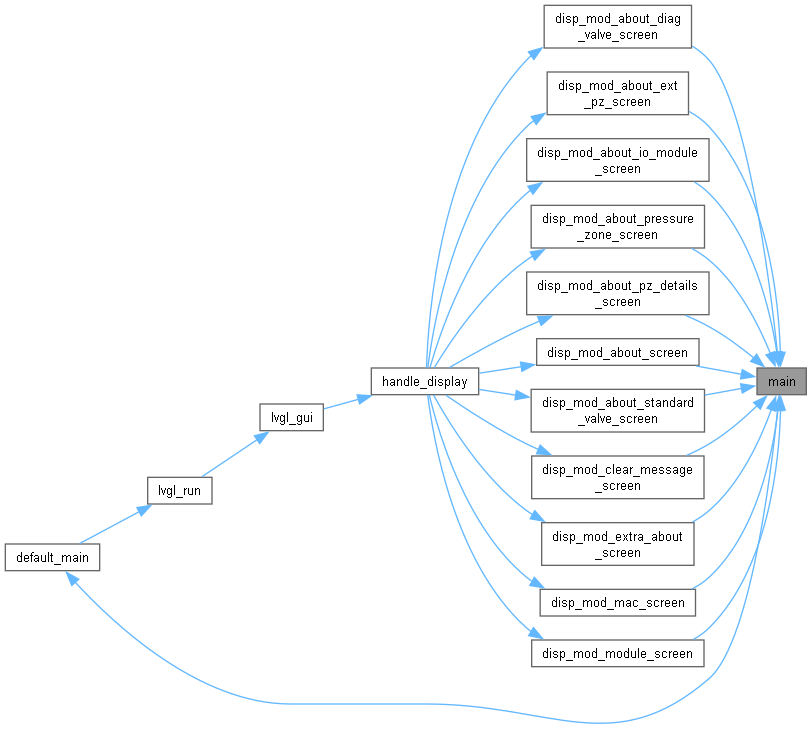 disp_mod_about_diag
_valve_screen
disp_mod_about_ext
_pz_screen
disp_mod_about_io_module
_screen
disp_mod_about_pressure
_zone_screen
disp_mod_about_pz_details
_screen
disp_mod_about_screen
main
handle_display
disp_mod_about_standard
_valve_screen
lvgl_gui
disp_mod_clear_message
_screen
lvgl_run
disp_mod_extra_about
_screen
default_main
disp_mod_mac_screen
disp_mod_module_screen